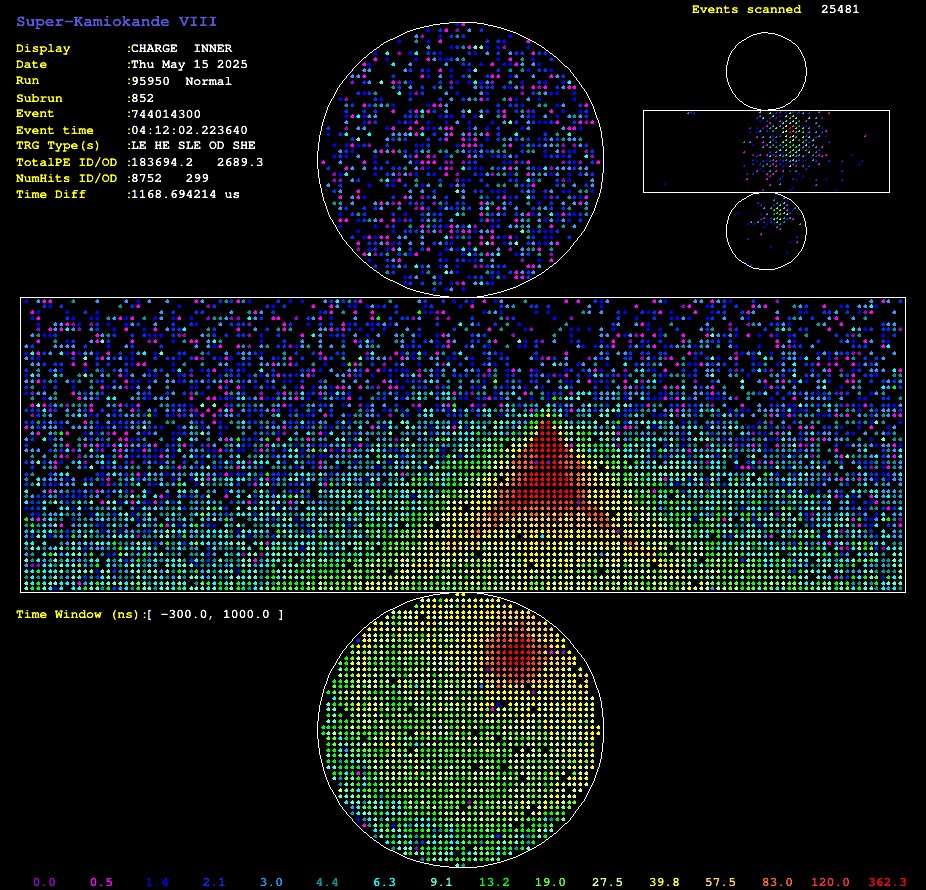 Super-Kamiokande VIII
Events scanned 25481
Display :CHARGE INNER
Date :Thu May 15 2025
Run :95950 Normal
Subrun :852
Event :744014300
Event time :04:12:02.223640
TRG Type(s) :LE HE SLE OD SHE
TotalPE ID/OD :183694.2 2689.3
NumHits ID/OD :8752 299
Time Diff :1168.694214 us
Time Window (ns):[ -300.0, 1000.0 ]
0.0 0.5 1.4 2.1 3.0 4.4 6.3 9.1 13.2 19.0 27.5 39.8 57.5 83.0 120.0 362.3